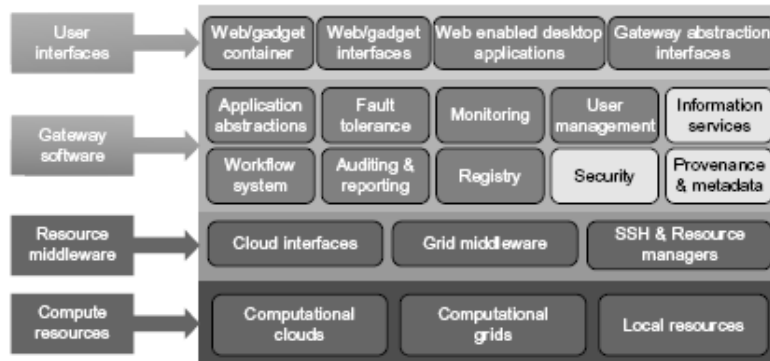 User
interfaces
Web/gadget
container
Web/gadget
interfaces
Web enabled desktop
applications
Gateway abstraction
interfaces
Gateway
software
Application
abstractions
Fault
tolerance
Monitoring
User
management
Information
services
Workflow
system
Auditing &
reporting
Registry
Security
Provenance
& metadata
Resource
middleware
Cloud interfaces
Grid middleware
SSH & Resource
managers
Compute
resources
Computational
clouds
Computational
grids
Local resources